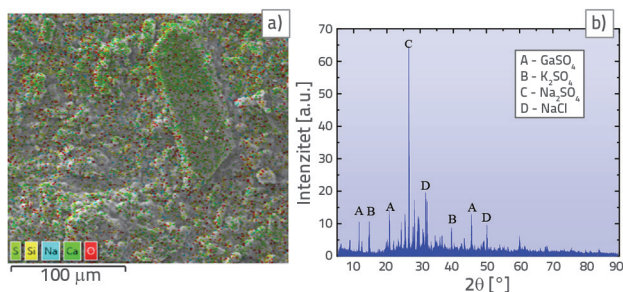 a)
S Si Na Ca O
100 μm
b)
Intenzitet [a.u.]
70
60
50
40
30
20
10
0
C
A
B
A
D
B
A
D
A - GaSO₄
B - K₂SO₄
C - Na₂SO₄
D - NaCl
10 20 30 40 50 60 70 80 90
2θ [°]